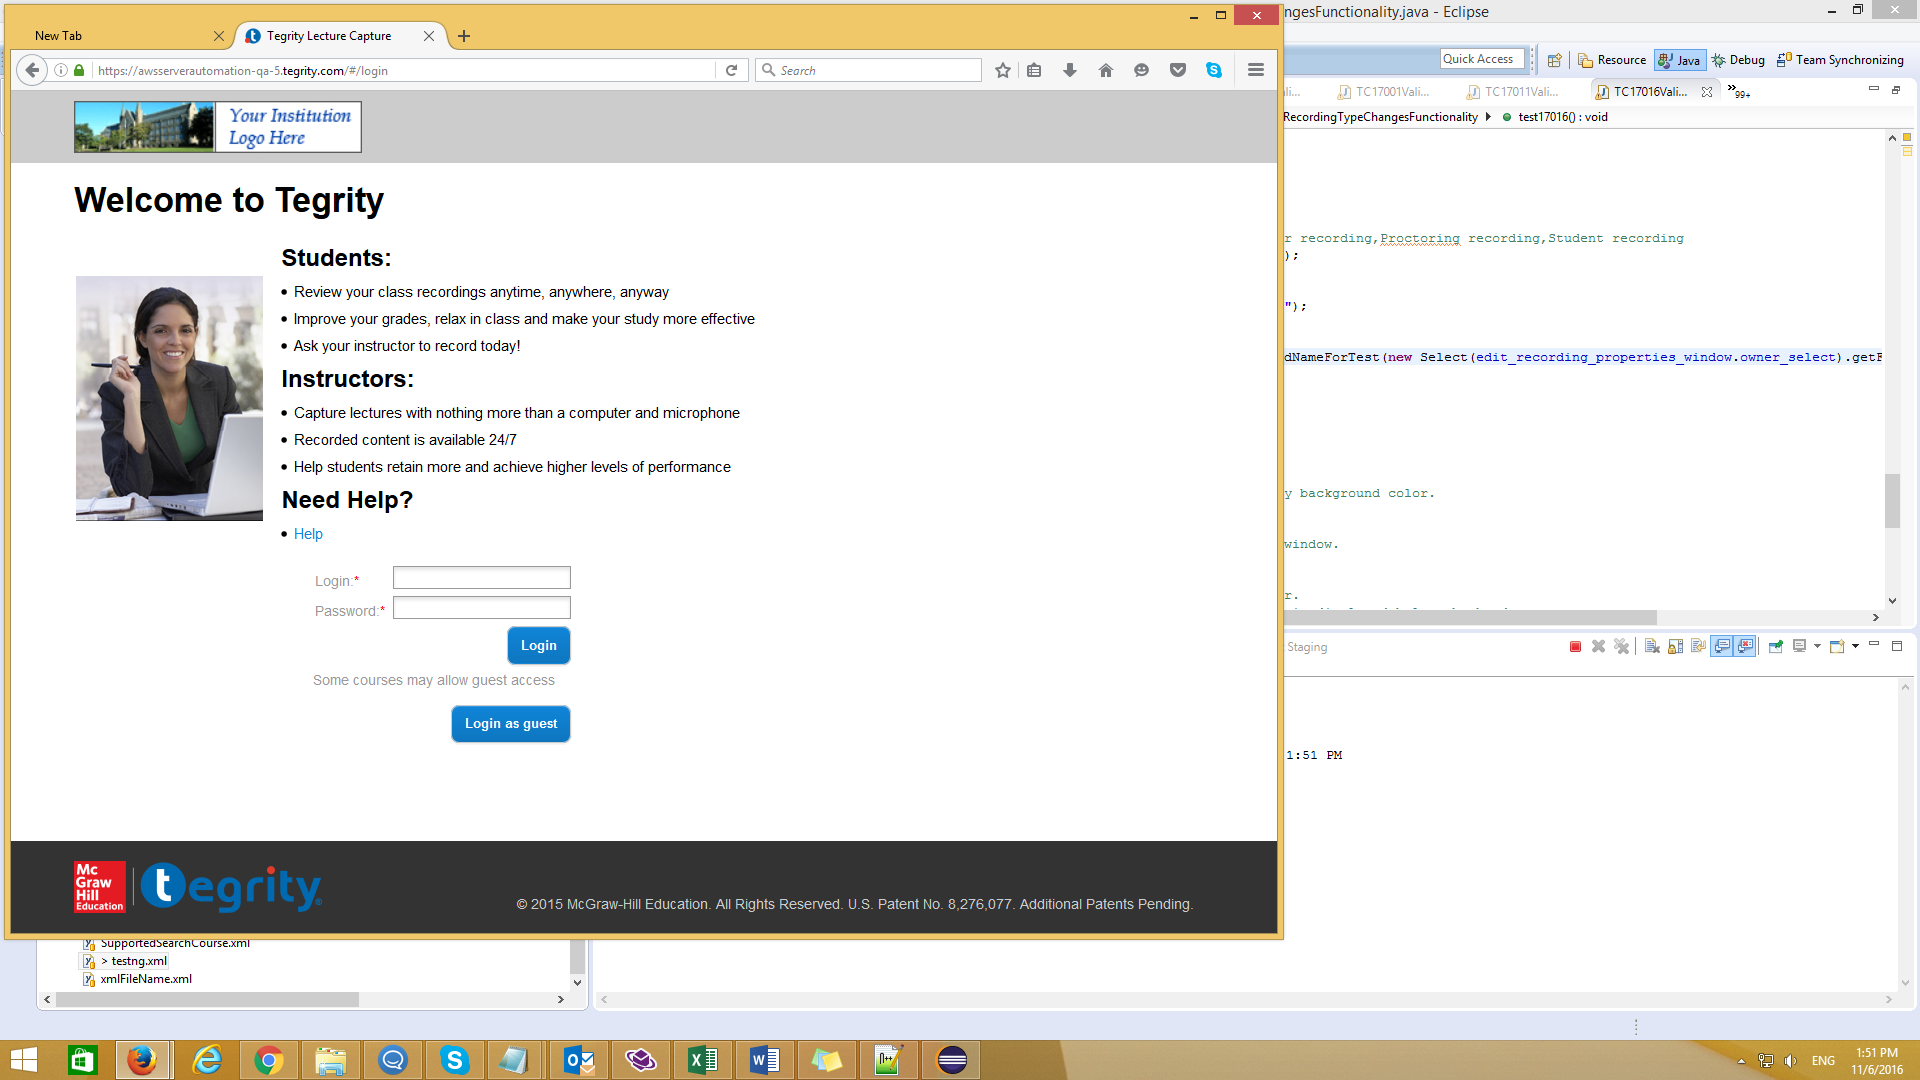 ngesFunctionality.java - Eclipse
New Tab
Tegrity Lecture Capture
https://awsserverautomation-qa-5.tegrity.com/#/login
Search
Quick Access
Resource
Java
Debug
Team Synchronizing
TC17001Vali...
TC17011Vali...
TC17016Vali...
99+
RecordingTypeChangesFunctionality
test17016() : void
Your Institution
Logo Here
Welcome to Tegrity
Students:
Review your class recordings anytime, anywhere, anyway
Improve your grades, relax in class and make your study more effective
Ask your instructor to record today!
Instructors:
Capture lectures with nothing more than a computer and microphone
Recorded content is available 24/7
Help students retain more and achieve higher levels of performance
Need Help?
Help
Login:*
Password:*
Login
Some courses may allow guest access
Login as guest
r recording,Proctoring recording,Student recording
);
");
dNameForTest(new Select(edit_recording_properties_window.owner_select).getF
y background color.
window.
r.
Staging
1:51 PM
Mc
Graw
Hill
Education
tegrity
© 2015 McGraw-Hill Education. All Rights Reserved. U.S. Patent No. 8,276,077. Additional Patents Pending.
SupportedSearchCourse.xml
> testng.xml
xmlFileName.xml
ENG
1:51 PM
11/6/2016